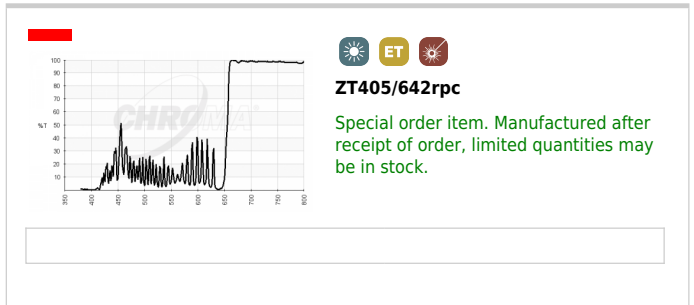 ET
ZT405/642rpc
Special order item. Manufactured after
receipt of order, limited quantities may
be in stock.
CHROMA
%T
100
90
80
70
60
50
40
30
20
10
350
400
450
500
550
600
650
700
750
800